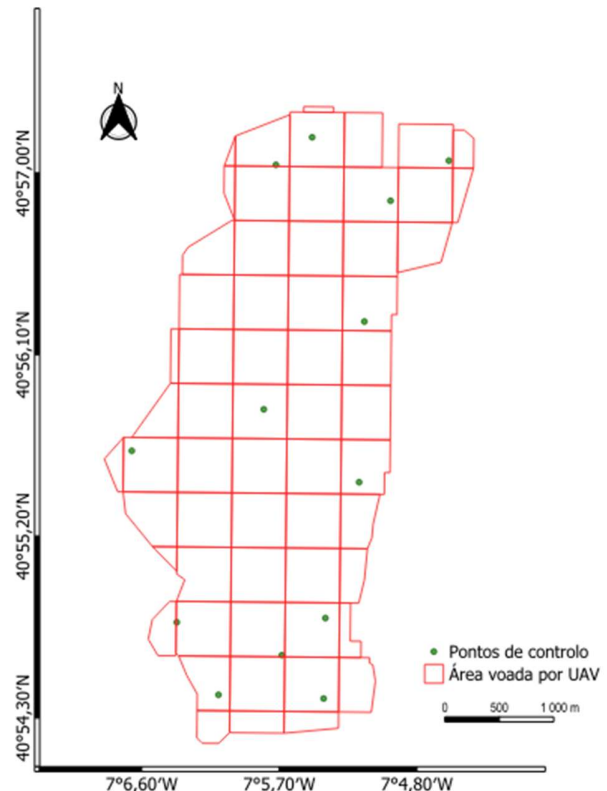 N
40°57,00'N
40°56,10'N
40°55,20'N
40°54,30'N
Pontos de controlo
Área voada por UAV
0 500 1 000 m
7°6,60'W 7°5,70'W 7°4,80'W